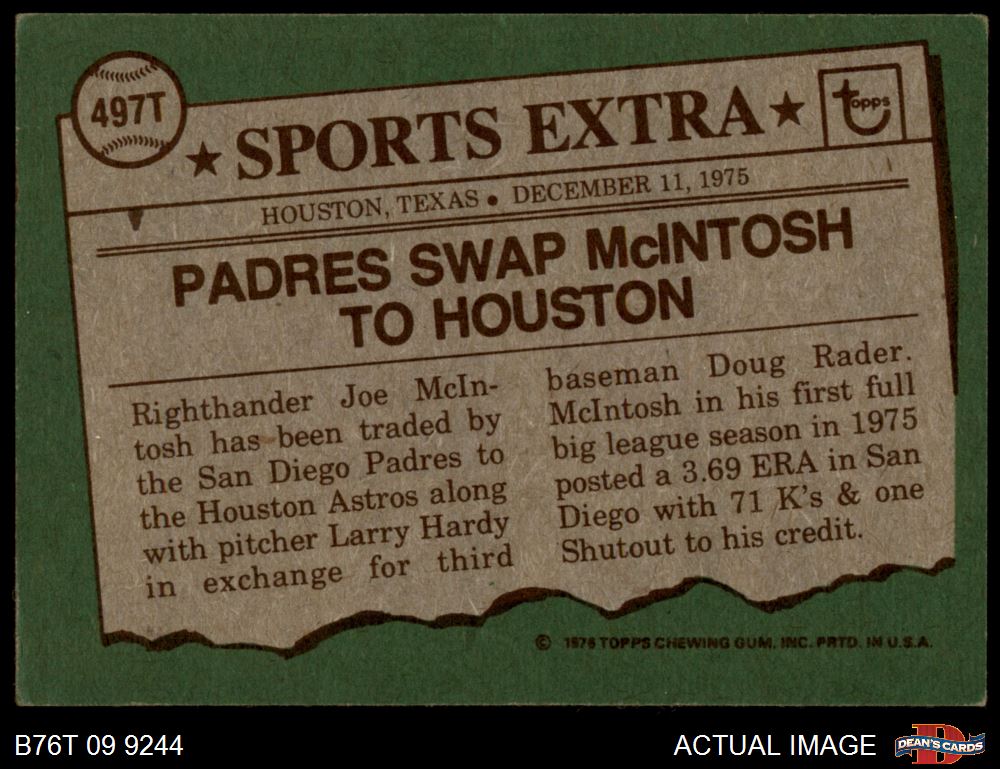 497T
★ SPORTS EXTRA ★
topps
HOUSTON, TEXAS • DECEMBER 11, 1975
PADRES SWAP McINTOSH
TO HOUSTON
Righthander Joe McIn-
tosh has been traded by
the San Diego Padres to
the Houston Astros along
with pitcher Larry Hardy
in exchange for third
baseman Doug Rader.
McIntosh in his first full
big league season in 1975
posted a 3.69 ERA in San
Diego with 71 K's & one
Shutout to his credit.
© 1976 TOPPS CHEWING GUM, INC. PRTD. IN U.S.A.
B76T 09 9244
ACTUAL IMAGE
DEAN'S CARDS